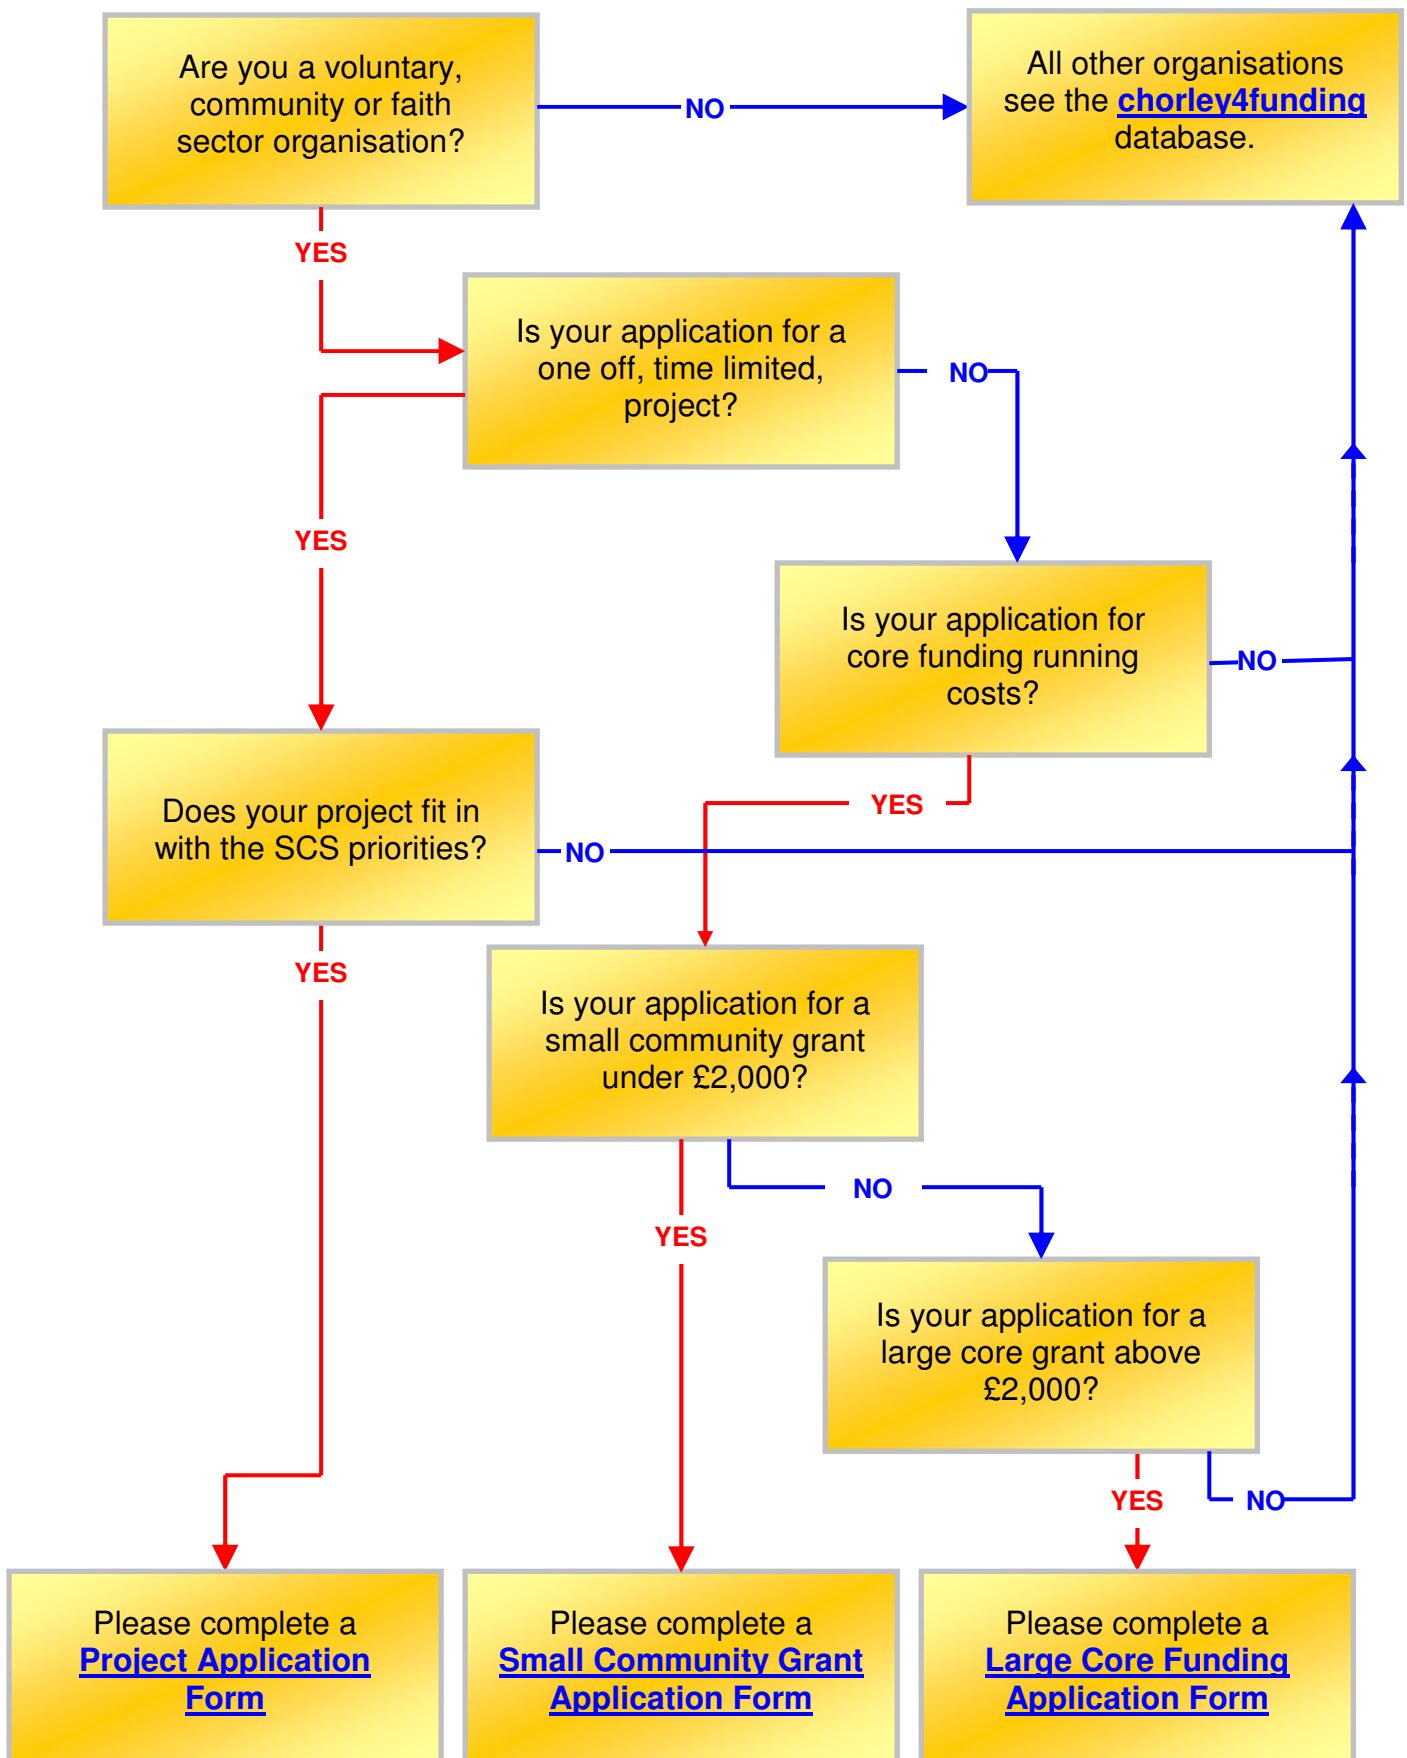 Are you a voluntary,
community or faith
sector organisation?
NO
All other organisations
see the chorley4funding
database.
YES
Is your application for a
one off, time limited,
project?
NO
YES
Is your application for
core funding running
costs?
NO
YES
Does your project fit in
with the SCS priorities?
NO
YES
Is your application for a
small community grant
under £2,000?
NO
YES
Is your application for a
large core grant above
£2,000?
YES
NO
Please complete a
Project Application
Form
Please complete a
Small Community Grant
Application Form
Please complete a
Large Core Funding
Application Form